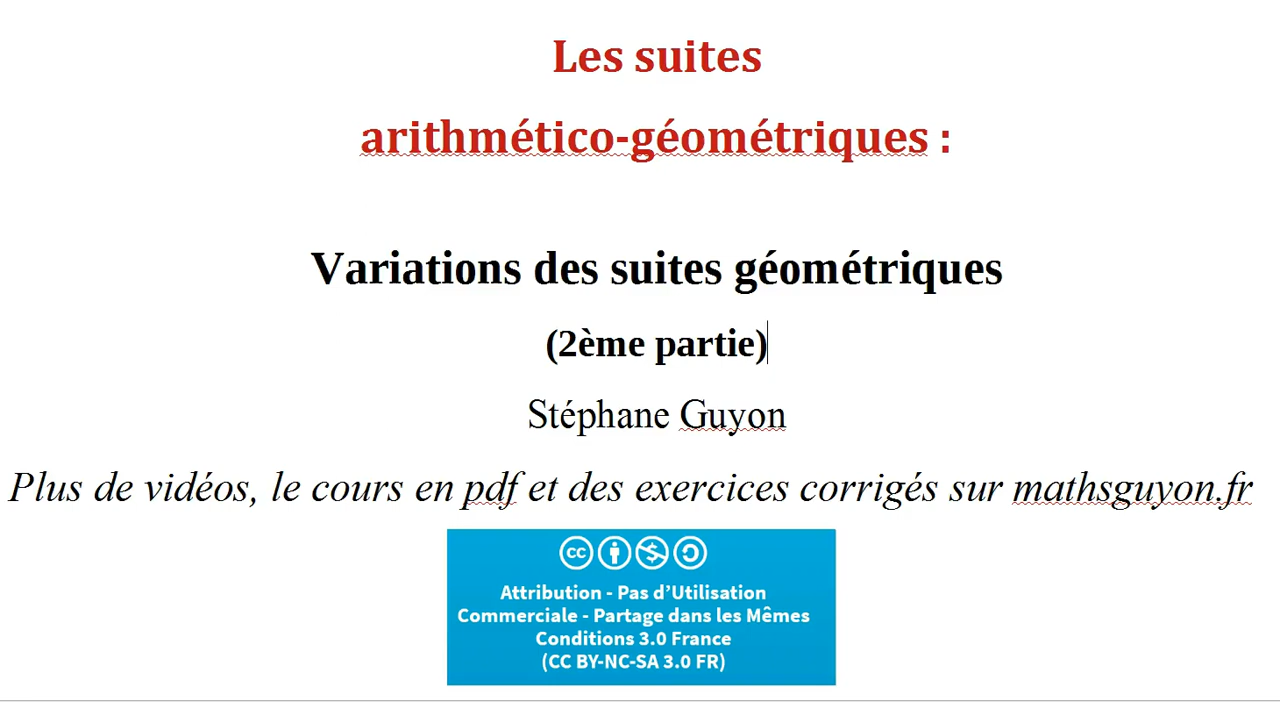 Les suites
arithmético-géométriques :
Variations des suites géométriques
(2ème partie)
Stéphane Guyon
Plus de vidéos, le cours en pdf et des exercices corrigés sur mathsguyon.fr
cc
Attribution - Pas d’Utilisation
Commerciale - Partage dans les Mêmes
Conditions 3.0 France
(CC BY-NC-SA 3.0 FR)